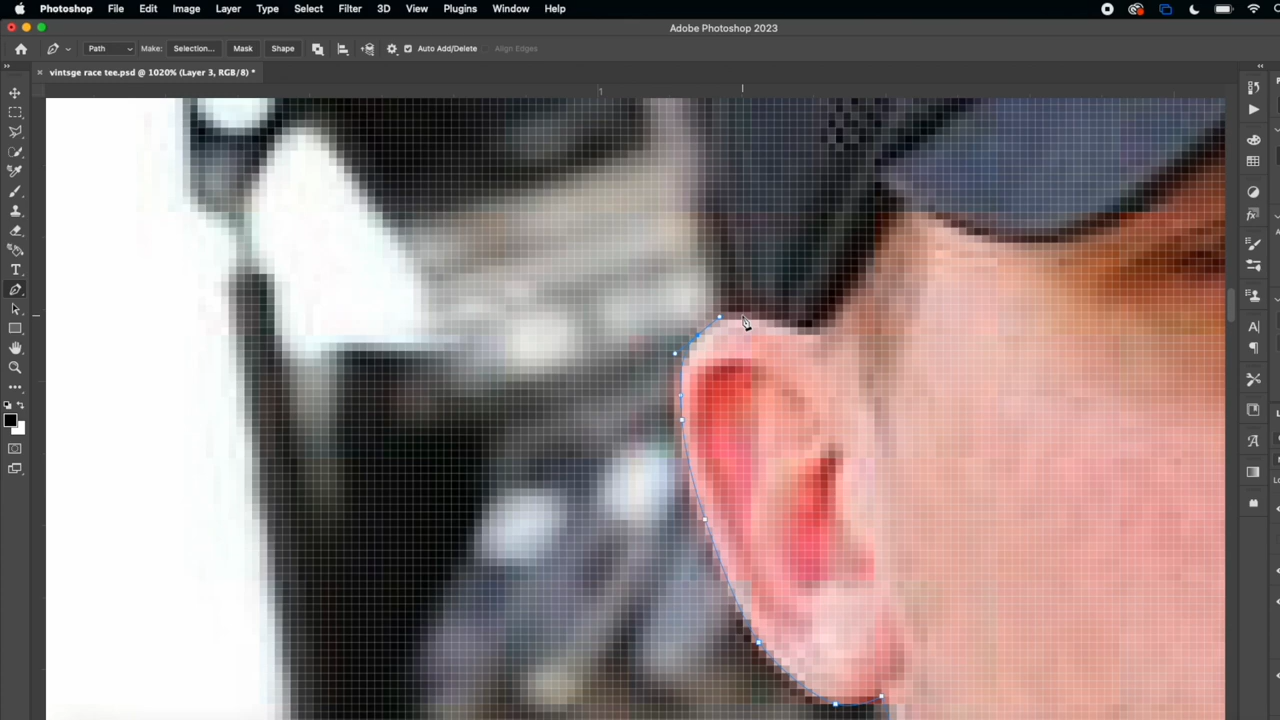 Photoshop File Edit Image Layer Type Select Filter 3D View Plugins Window Help
Adobe Photoshop 2023
Path Make: Selection... Mask Shape Auto Add/Delete Align Edges
vintsge race tee.psd @ 1020% (Layer 3, RGB/8) *
1